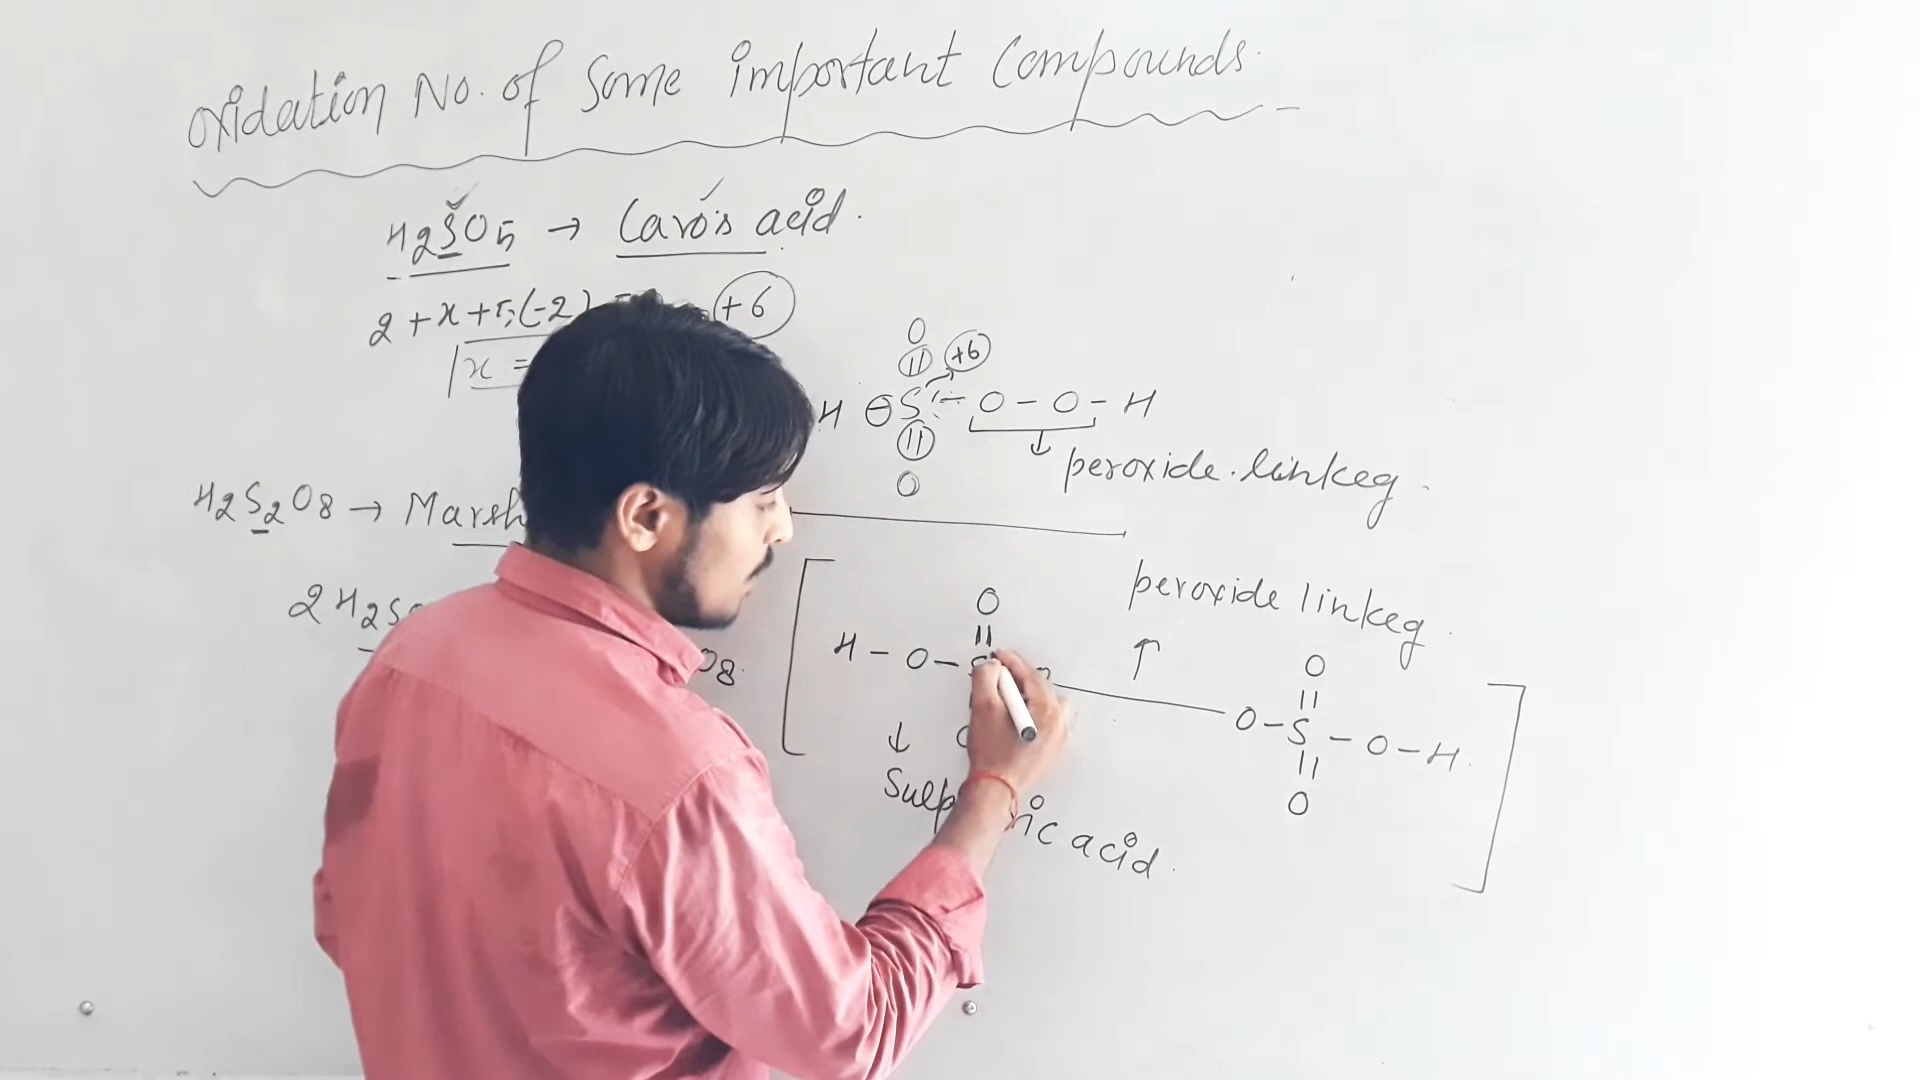 Oxidation No. of Some important Compounds.
H2SO5 → Caro's acid.
2 + x + 5(-2) +6
x =
O
|| +6
H S - O - O - H
||
O
peroxide linkeg.
H2S2O8 → Marsh
peroxide linkeg.
2H2S
O8
O
||
H - O - S
O
||
O - S - O - H
||
O
Sulp ic acid.